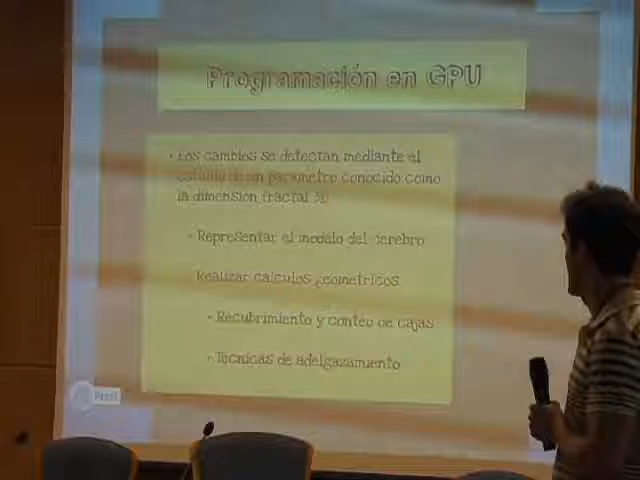 Programación en GPU
- Los cambios se detectan mediante el
estudio de un parámetro conocido como
la dimensión fractal 3D
- Representar el modelo del cerebro
Realizar cálculos geométricos
- Recubrimiento y conteo de cajas
- Técnicas de adelgazamiento